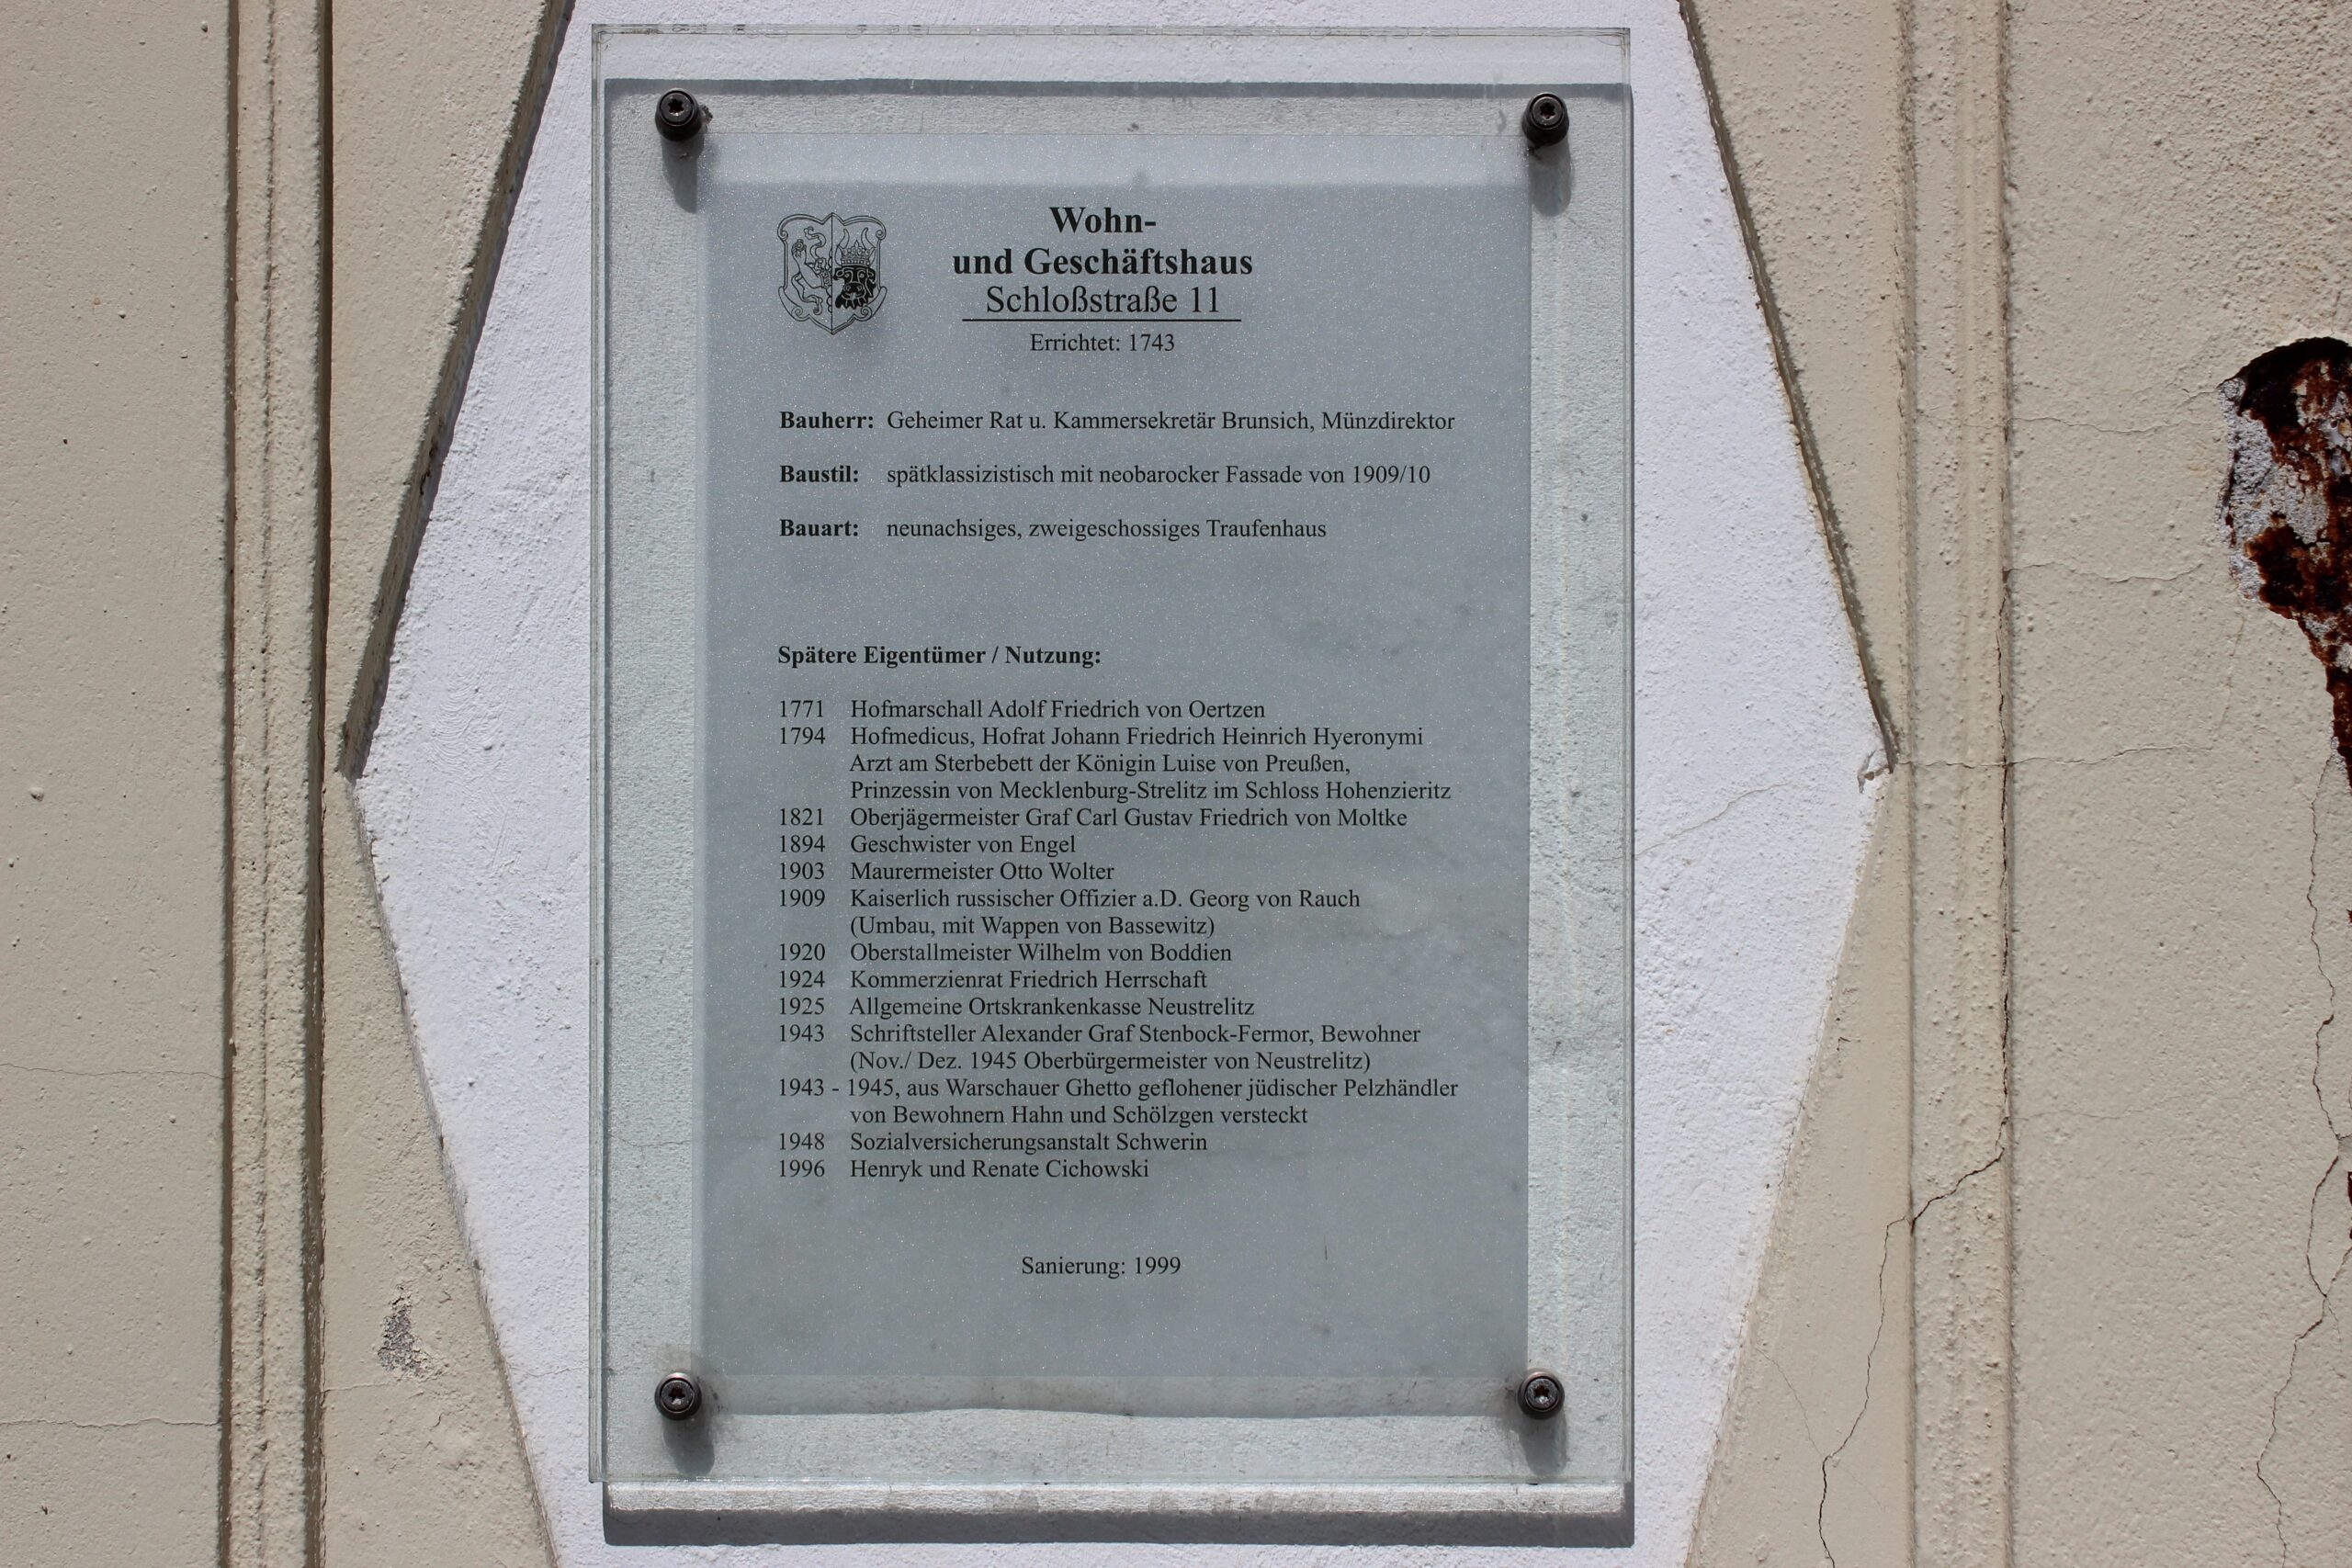 Wohn-
und Geschäftshaus
Schloßstraße 11
Errichtet: 1743
Bauherr: Geheimer Rat u. Kammersekretär Brunsich, Münzdirektor
Baustil: spätklassizistisch mit neobarocker Fassade von 1909/10
Bauart: neunachsiges, zweigeschossiges Traufenhaus
Spätere Eigentümer / Nutzung:
1771 Hofmarschall Adolf Friedrich von Oertzen
1794 Hofmedicus, Hofrat Johann Friedrich Heinrich Hyeronymi
Arzt am Sterbebett der Königin Luise von Preußen,
Prinzessin von Mecklenburg-Strelitz im Schloss Hohenzieritz
1821 Oberjägermeister Graf Carl Gustav Friedrich von Moltke
1894 Geschwister von Engel
1903 Maurermeister Otto Wolter
1909 Kaiserlich russischer Offizier a.D. Georg von Rauch
(Umbau, mit Wappen von Bassewitz)
1920 Oberstallmeister Wilhelm von Boddien
1924 Kommerzienrat Friedrich Herrschaft
1925 Allgemeine Ortskrankenkasse Neustrelitz
1943 Schriftsteller Alexander Graf Stenbock-Fermor, Bewohner
(Nov./ Dez. 1945 Oberbürgermeister von Neustrelitz)
1943 - 1945, aus Warschauer Ghetto geflohener jüdischer Pelzhändler
von Bewohnern Hahn und Schölzgen versteckt
1948 Sozialversicherungsanstalt Schwerin
1996 Henryk und Renate Cichowski
Sanierung: 1999